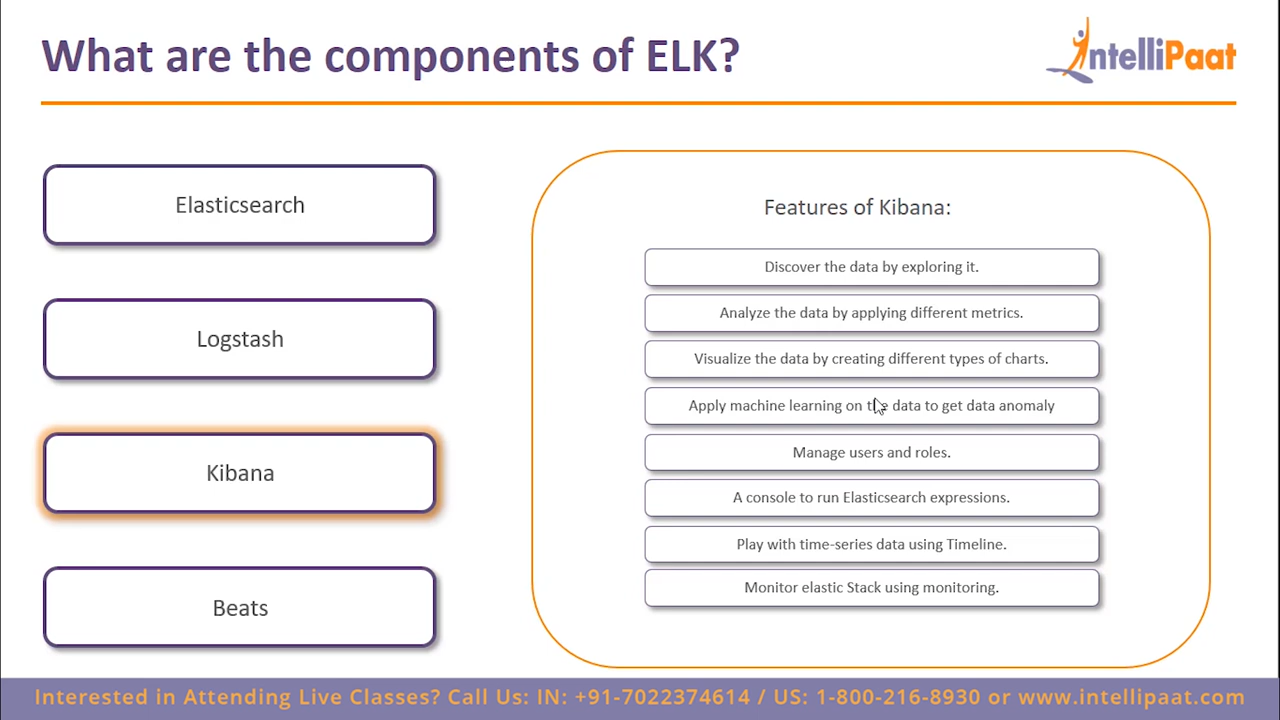 What are the components of ELK?
IntelliPaat
Elasticsearch
Logstash
Kibana
Beats
Features of Kibana:
Discover the data by exploring it.
Analyze the data by applying different metrics.
Visualize the data by creating different types of charts.
Apply machine learning on the data to get data anomaly
Manage users and roles.
A console to run Elasticsearch expressions.
Play with time-series data using Timeline.
Monitor elastic Stack using monitoring.
Interested in Attending Live Classes? Call Us: IN: +91-7022374614 / US: 1-800-216-8930 or www.intellipaat.com